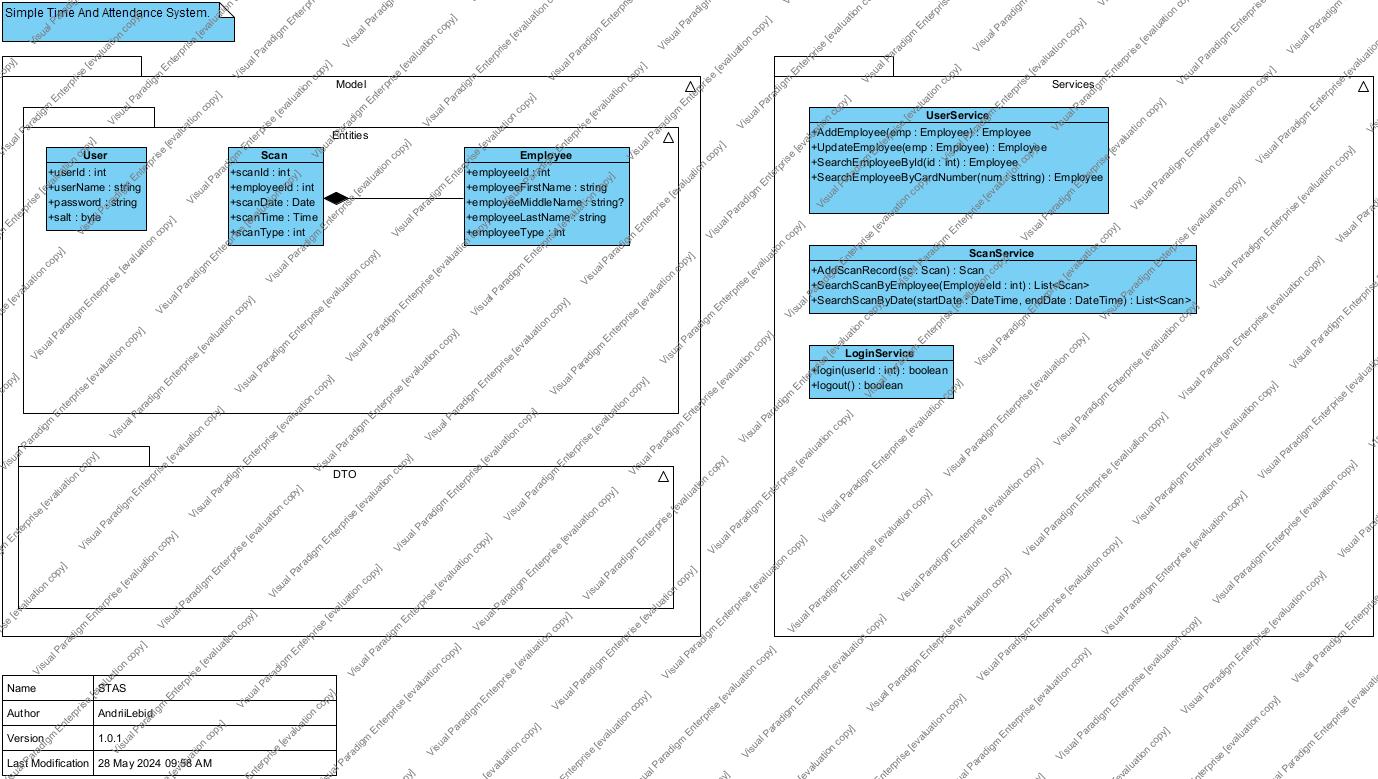 Simple Time And Attendance System.
Model
Entities
User
+userId : int
+userName : string
+password : string
+salt : byte
Scan
+scanId : int
+employeeId : int
+scanDate : Date
+scanTime : Time
+scanType : int
Employee
+employeeId : int
+employeeFirstName : sttring
+employeeMiddleName : string?
+employeeLastName : string
+employeeType : int
DTO
Services
UserService
+AddEmployee(emp : Employee) : Employee
+UpdateEmployee(emp : Employee) : Employee
+SearchEmployeeById(id : int) : Employee
+SearchEmployeeByCardNumber(num : sttring) : Employee
ScanService
+AddScanRecord(sc : Scan) : Scan
+SearchScanByEmployee(EmployeeId : int) : List<Scan>
+SearchScanByDate(startDate : DateTime, endDate : DateTime) : List<Scan>
LoginService
+login(userId : int) : boolean
+logout() : boolean
Name STAS
Author AndriiLebid
Version 1.0.1
Last Modification 28 May 2024 09:58 AM
Visual Paradigm Enterprise [evaluation copy]